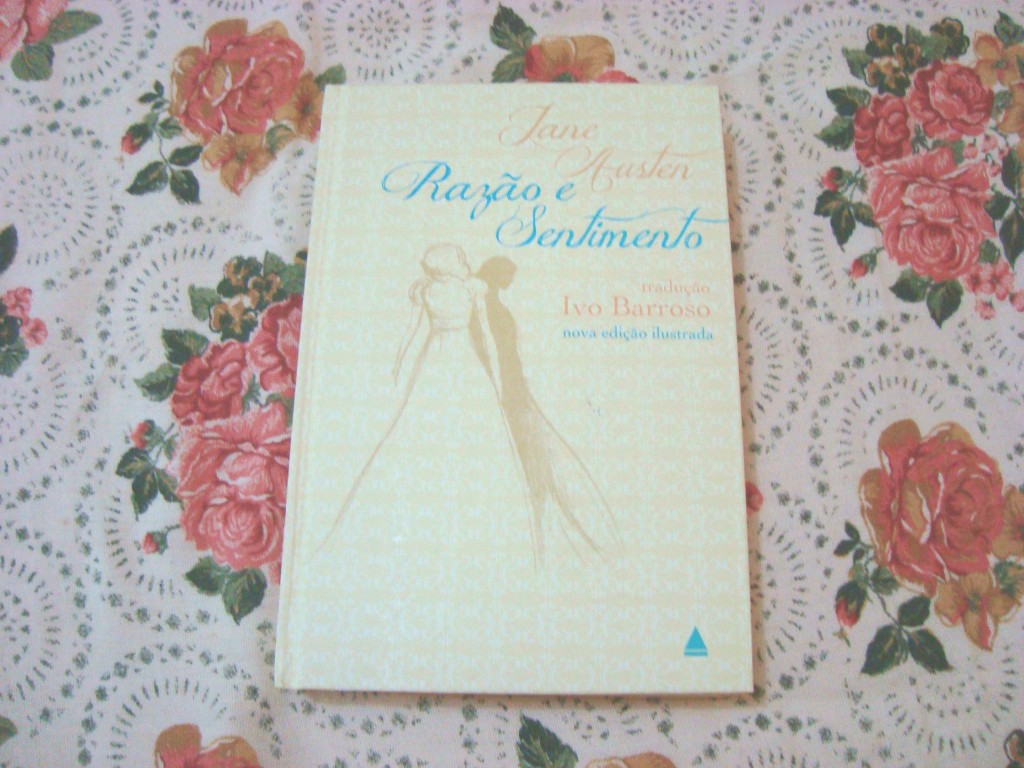 Jane
Austen
Razão e
Sentimento
tradução
Ivo Barroso
nova edição ilustrada